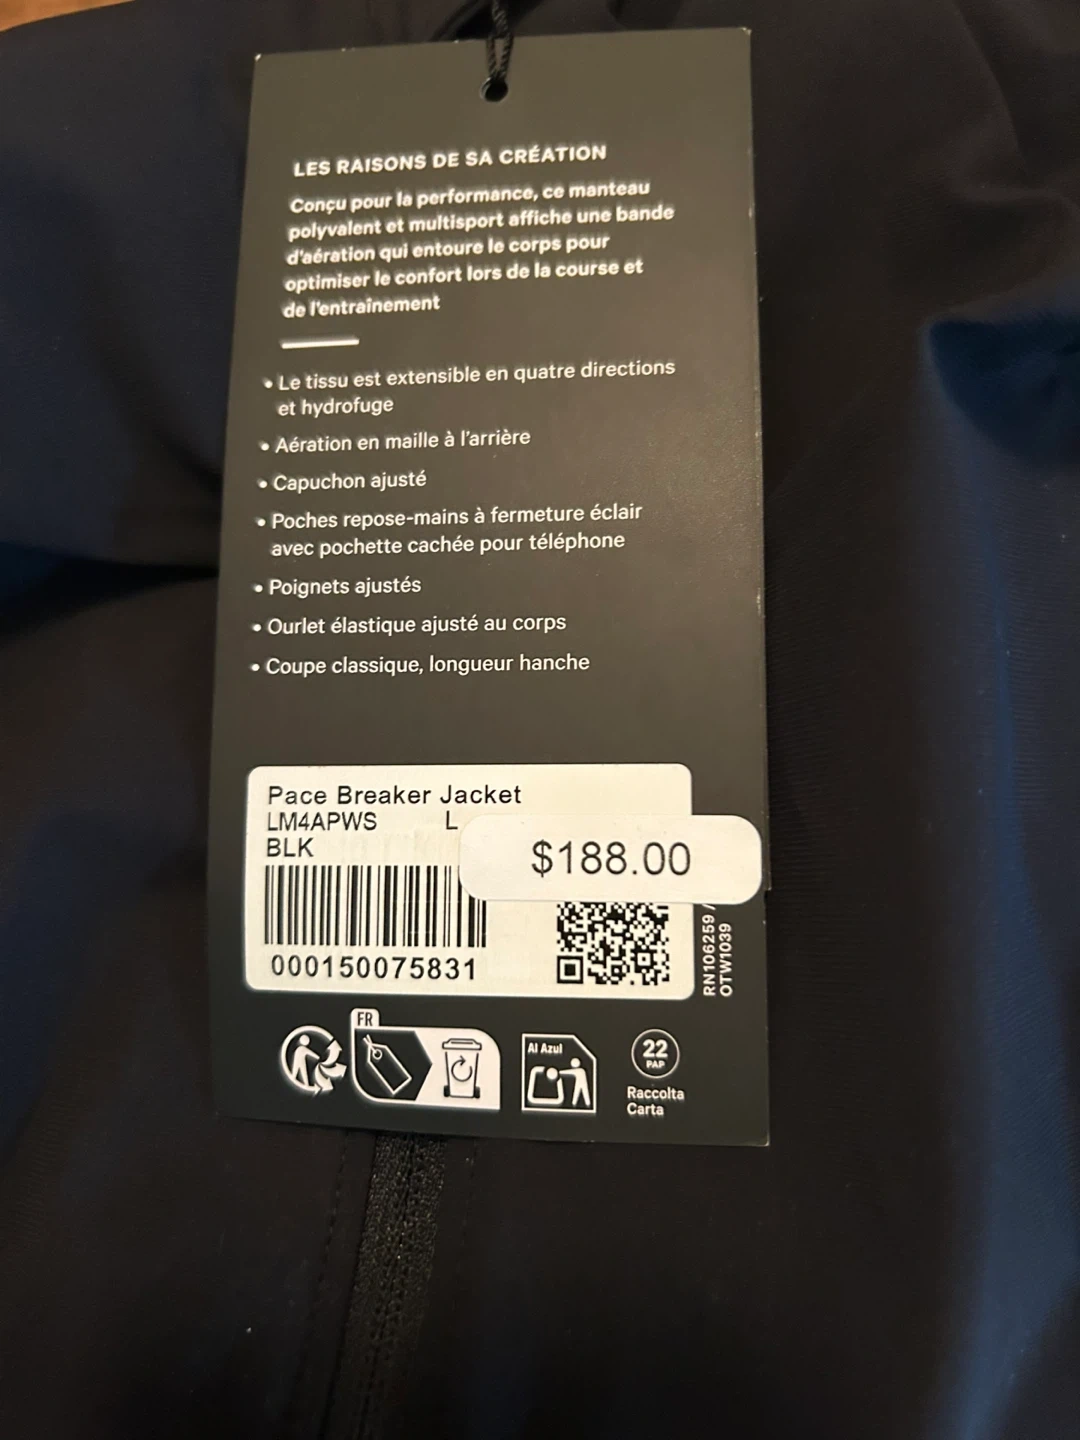 LES RAISONS DE SA CRÉATION
Conçu pour la performance, ce manteau
polyvalent et multisport affiche une bande
d'aération qui entoure le corps pour
optimiser le confort lors de la course et
de l'entraînement
• Le tissu est extensible en quatre directions
et hydrofuge
• Aération en maille à l'arrière
• Capuchon ajusté
• Poches repose-mains à fermeture éclair
avec pochette cachée pour téléphone
• Poignets ajustés
• Ourlet élastique ajusté au corps
• Coupe classique, longueur hanche
Pace Breaker Jacket
LM4APWS L
BLK
$188.00
000150075831
RN106259 /
OTW1039
FR
Al Azul
22
PAP
Raccolta
Carta